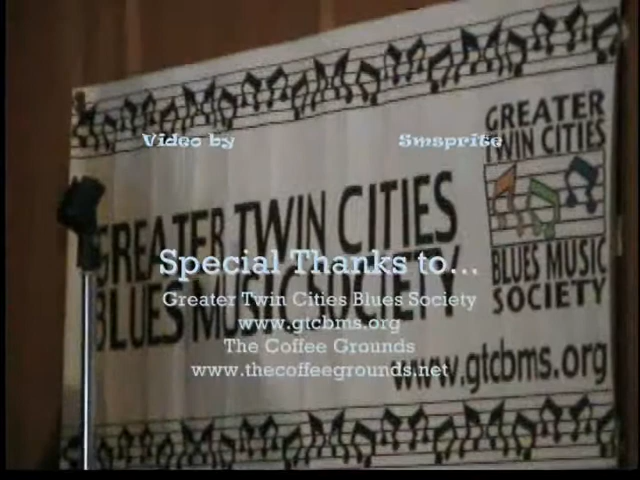 GREATER
TWIN CITIES
BLUES MUSIC
SOCIETY
GREATER TWIN CITIES
BLUES MUSIC SOCIETY
www.gtcbms.org
Video by Smsprite
Special Thanks to...
Greater Twin Cities Blues Society
www.gtcbms.org
The Coffee Grounds
www.thecoffeegrounds.net